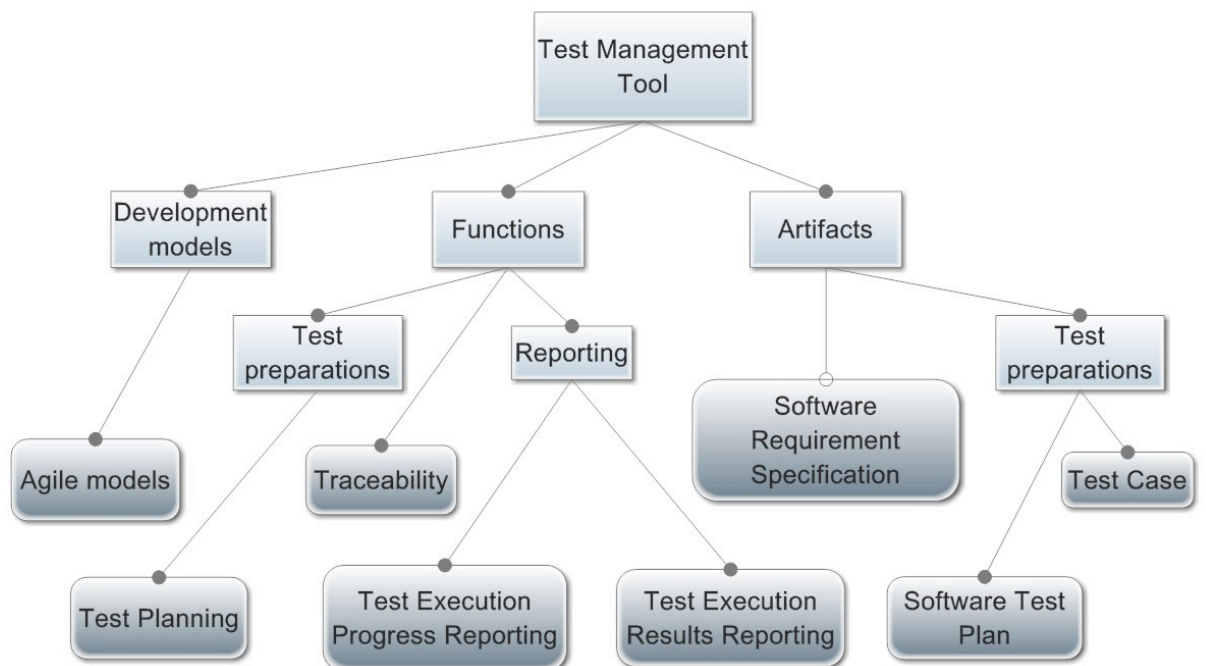 Test Management
Tool
Development
models
Functions
Artifacts
Test
preparations
Reporting
Test
preparations
Software
Requirement
Specification
Agile models
Traceability
Test Case
Test Planning
Test Execution
Progress Reporting
Test Execution
Results Reporting
Software Test
Plan